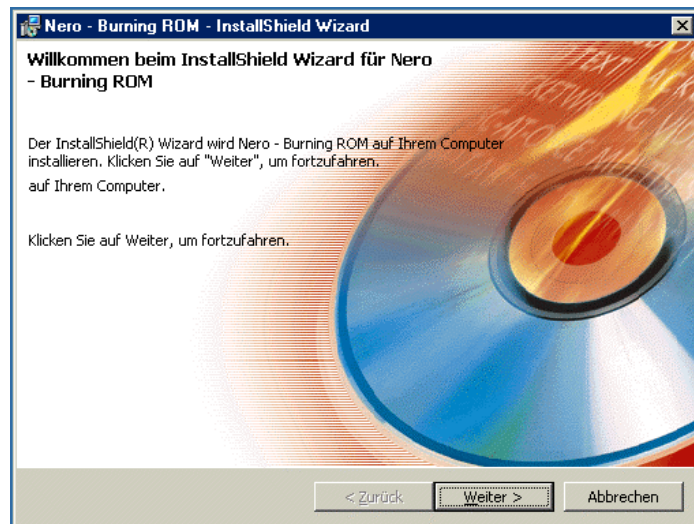 Nero - Burning ROM - InstallShield Wizard
Willkommen beim InstallShield Wizard für Nero
- Burning ROM
Der InstallShield(R) Wizard wird Nero - Burning ROM auf Ihrem Computer
installieren. Klicken Sie auf "Weiter", um fortzufahren.
auf Ihrem Computer.
Klicken Sie auf Weiter, um fortzufahren.
< Zurück
Weiter >
Abbrechen